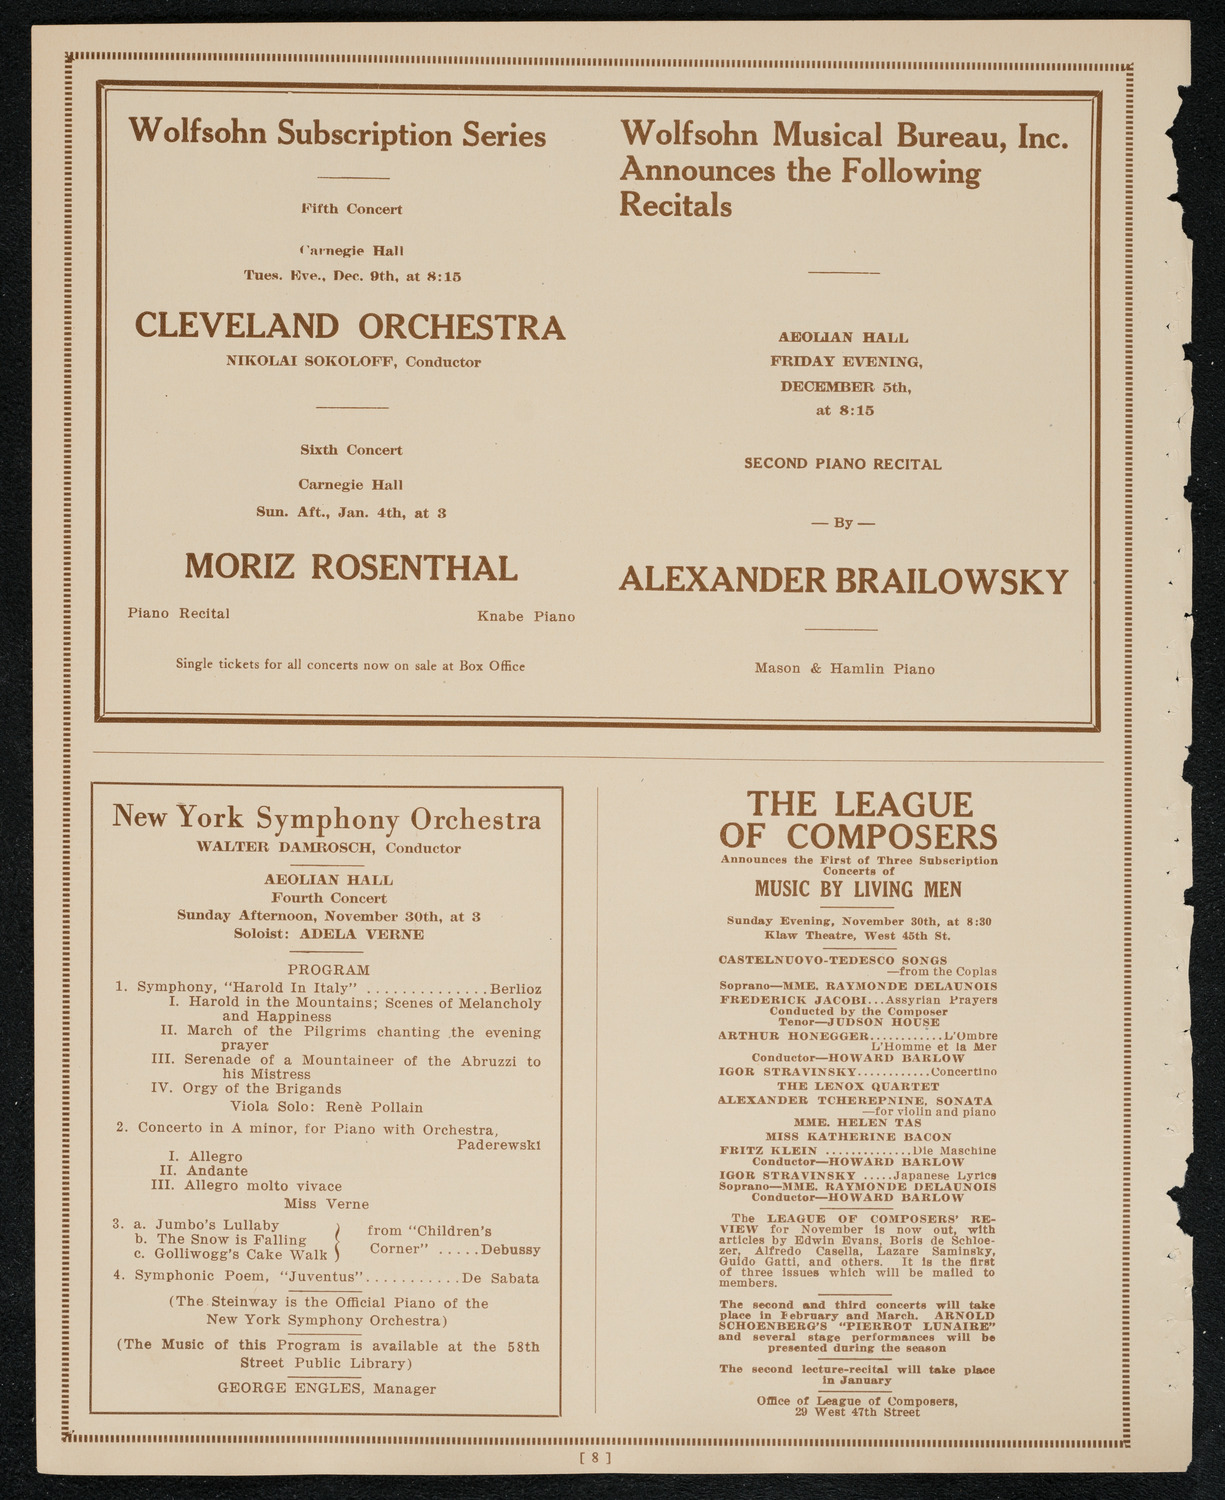 Wolfsohn Subscription Series
Fifth Concert
Carnegie Hall
Tues. Eve., Dec. 9th, at 8:15
CLEVELAND ORCHESTRA
NIKOLAI SOKOLOFF, Conductor
Sixth Concert
Carnegie Hall
Sun. Aft., Jan. 4th, at 3
MORIZ ROSENTHAL
Piano Recital Knabe Piano
Single tickets for all concerts now on sale at Box Office
Wolfsohn Musical Bureau, Inc.
Announces the Following
Recitals
AEOLIAN HALL
FRIDAY EVENING,
DECEMBER 5th,
at 8:15
SECOND PIANO RECITAL
— By —
ALEXANDER BRAILOWSKY
Mason & Hamlin Piano
New York Symphony Orchestra
WALTER DAMROSCH, Conductor
AEOLIAN HALL
Fourth Concert
Sunday Afternoon, November 30th, at 3
Soloist: ADELA VERNE
PROGRAM
1. Symphony, "Harold In Italy" ..............Berlioz
I. Harold in the Mountains; Scenes of Melancholy
and Happiness
II. March of the Pilgrims chanting the evening
prayer
III. Serenade of a Mountaineer of the Abruzzi to
his Mistress
IV. Orgy of the Brigands
Viola Solo: Renè Pollain
2. Concerto in A minor, for Piano with Orchestra,
Paderewski
I. Allegro
II. Andante
III. Allegro molto vivace
Miss Verne
3. a. Jumbo's Lullaby
b. The Snow is Falling
c. Golliwogg's Cake Walk
from "Children's
Corner" .....Debussy
4. Symphonic Poem, "Juventus"...........De Sabata
(The Steinway is the Official Piano of the
New York Symphony Orchestra)
(The Music of this Program is available at the 58th
Street Public Library)
GEORGE ENGLES, Manager
THE LEAGUE
OF COMPOSERS
Announces the First of Three Subscription
Concerts of
MUSIC BY LIVING MEN
Sunday Evening, November 30th, at 8:30
Klaw Theatre, West 45th St.
CASTELNUOVO-TEDESCO SONGS
—from the Coplas
Soprano—MME. RAYMONDE DELAUNOIS
FREDERICK JACOBI...Assyrian Prayers
Conducted by the Composer
Tenor—JUDSON HOUSE
ARTHUR HONEGGER............L'Ombre
L'Homme et la Mer
Conductor—HOWARD BARLOW
IGOR STRAVINSKY............Concertino
THE LENOX QUARTET
ALEXANDER TCHEREPNINE, SONATA
—for violin and piano
MME. HELEN TAS
MISS KATHERINE BACON
FRITZ KLEIN ..............Die Maschine
Conductor—HOWARD BARLOW
IGOR STRAVINSKY .....Japanese Lyrics
Soprano—MME. RAYMONDE DELAUNOIS
Conductor—HOWARD BARLOW
The LEAGUE OF COMPOSERS' RE-
VIEW for November is now out, with
articles by Edwin Evans, Boris de Schloe-
zer, Alfredo Casella, Lazare Saminsky,
Guido Gatti, and others. It is the first
of three issues which will be mailed to
members.
The second and third concerts will take
place in February and March. ARNOLD
SCHOENBERG'S "PIERROT LUNAIRE"
and several stage performances will be
presented during the season
The second lecture-recital will take place
in January
Office of League of Composers,
29 West 47th Street
[ 8 ]